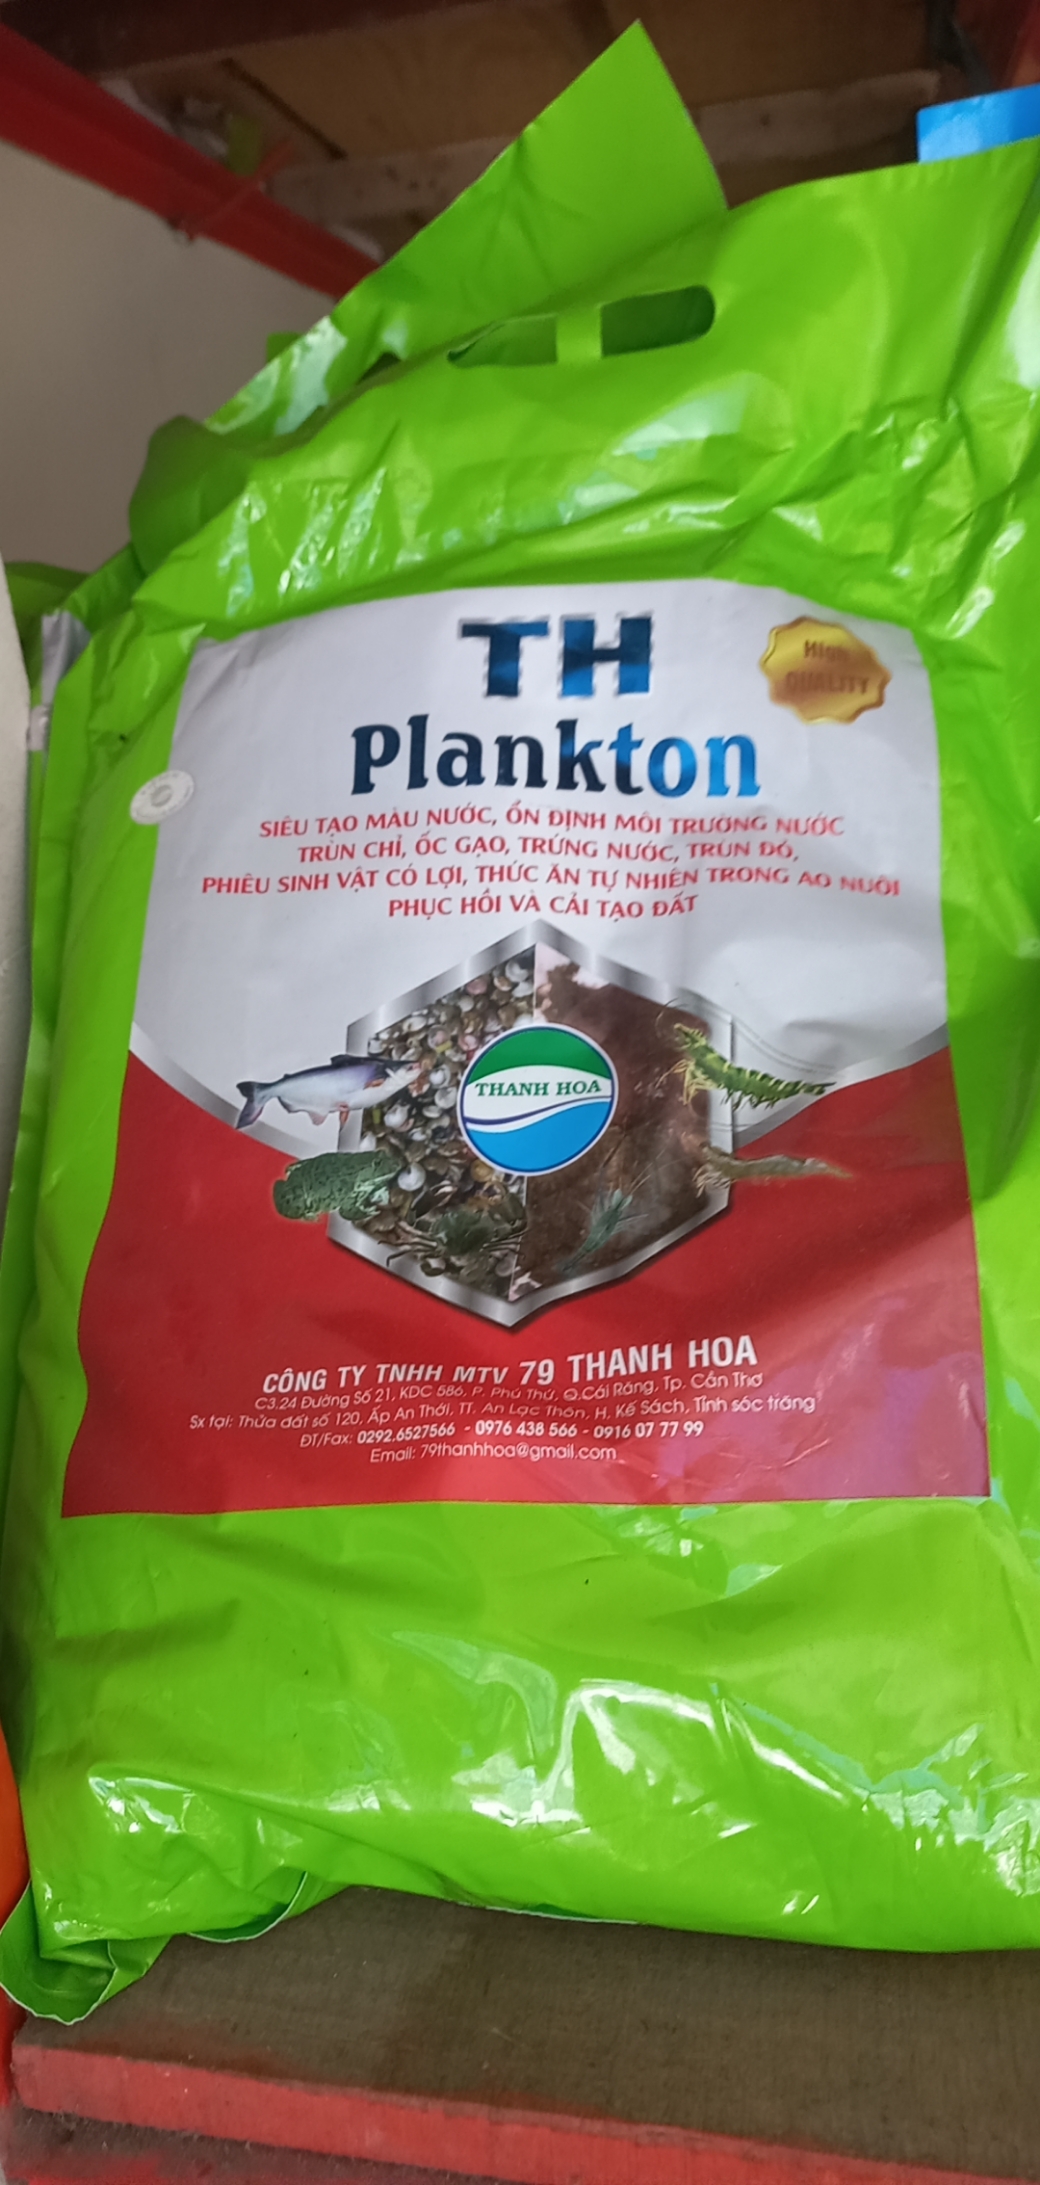 TH
High
QUALITY
Plankton
SIÊU TẠO MÀU NƯỚC, ỔN ĐỊNH MÔI TRƯỜNG NƯỚC
TRÙN CHỈ, ỐC GẠO, TRỨNG NƯỚC, TRÙN ĐỎ,
PHIÊU SINH VẬT CÓ LỢI, THỨC ĂN TỰ NHIÊN TRONG AO NUÔI
PHỤC HỒI VÀ CẢI TẠO ĐẤT
THANH HOA
CÔNG TY TNHH MTV 79 THANH HOA
C3.24 Đường Số 21, KDC 586, P. Phú Thứ, Q.Cái Răng, Tp. Cần Thơ
Sx tại: Thửa đất số 120, Ấp An Thới, TT. An Lạc Thôn, H. Kế Sách, Tỉnh sóc trăng
ĐT/Fax: 0292.6527566 - 0976 438 566 - 0916 07 77 99
Email: 79thanhhoa@gmail.com